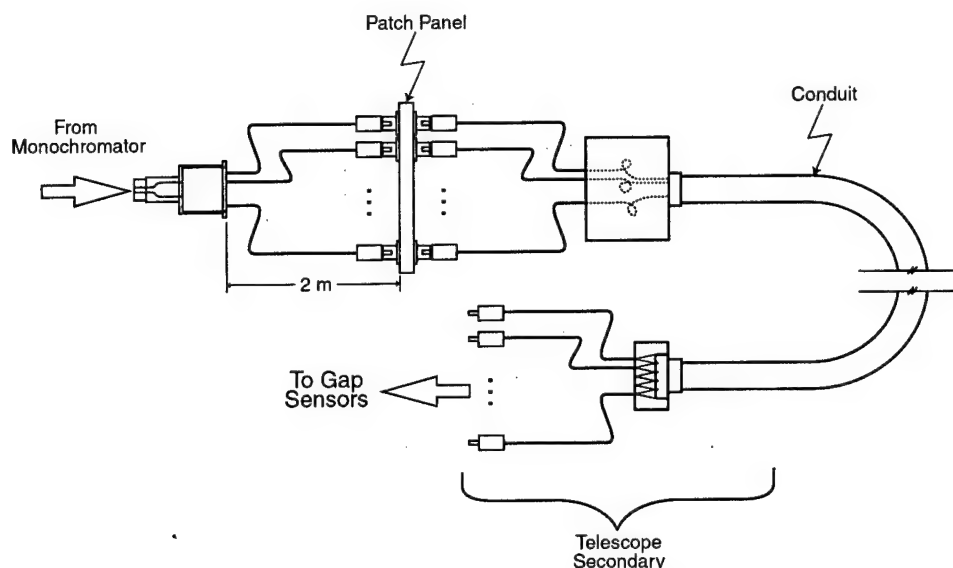 Patch Panel
Conduit
From
Monochromator
2 m
To Gap
Sensors
Telescope
Secondary